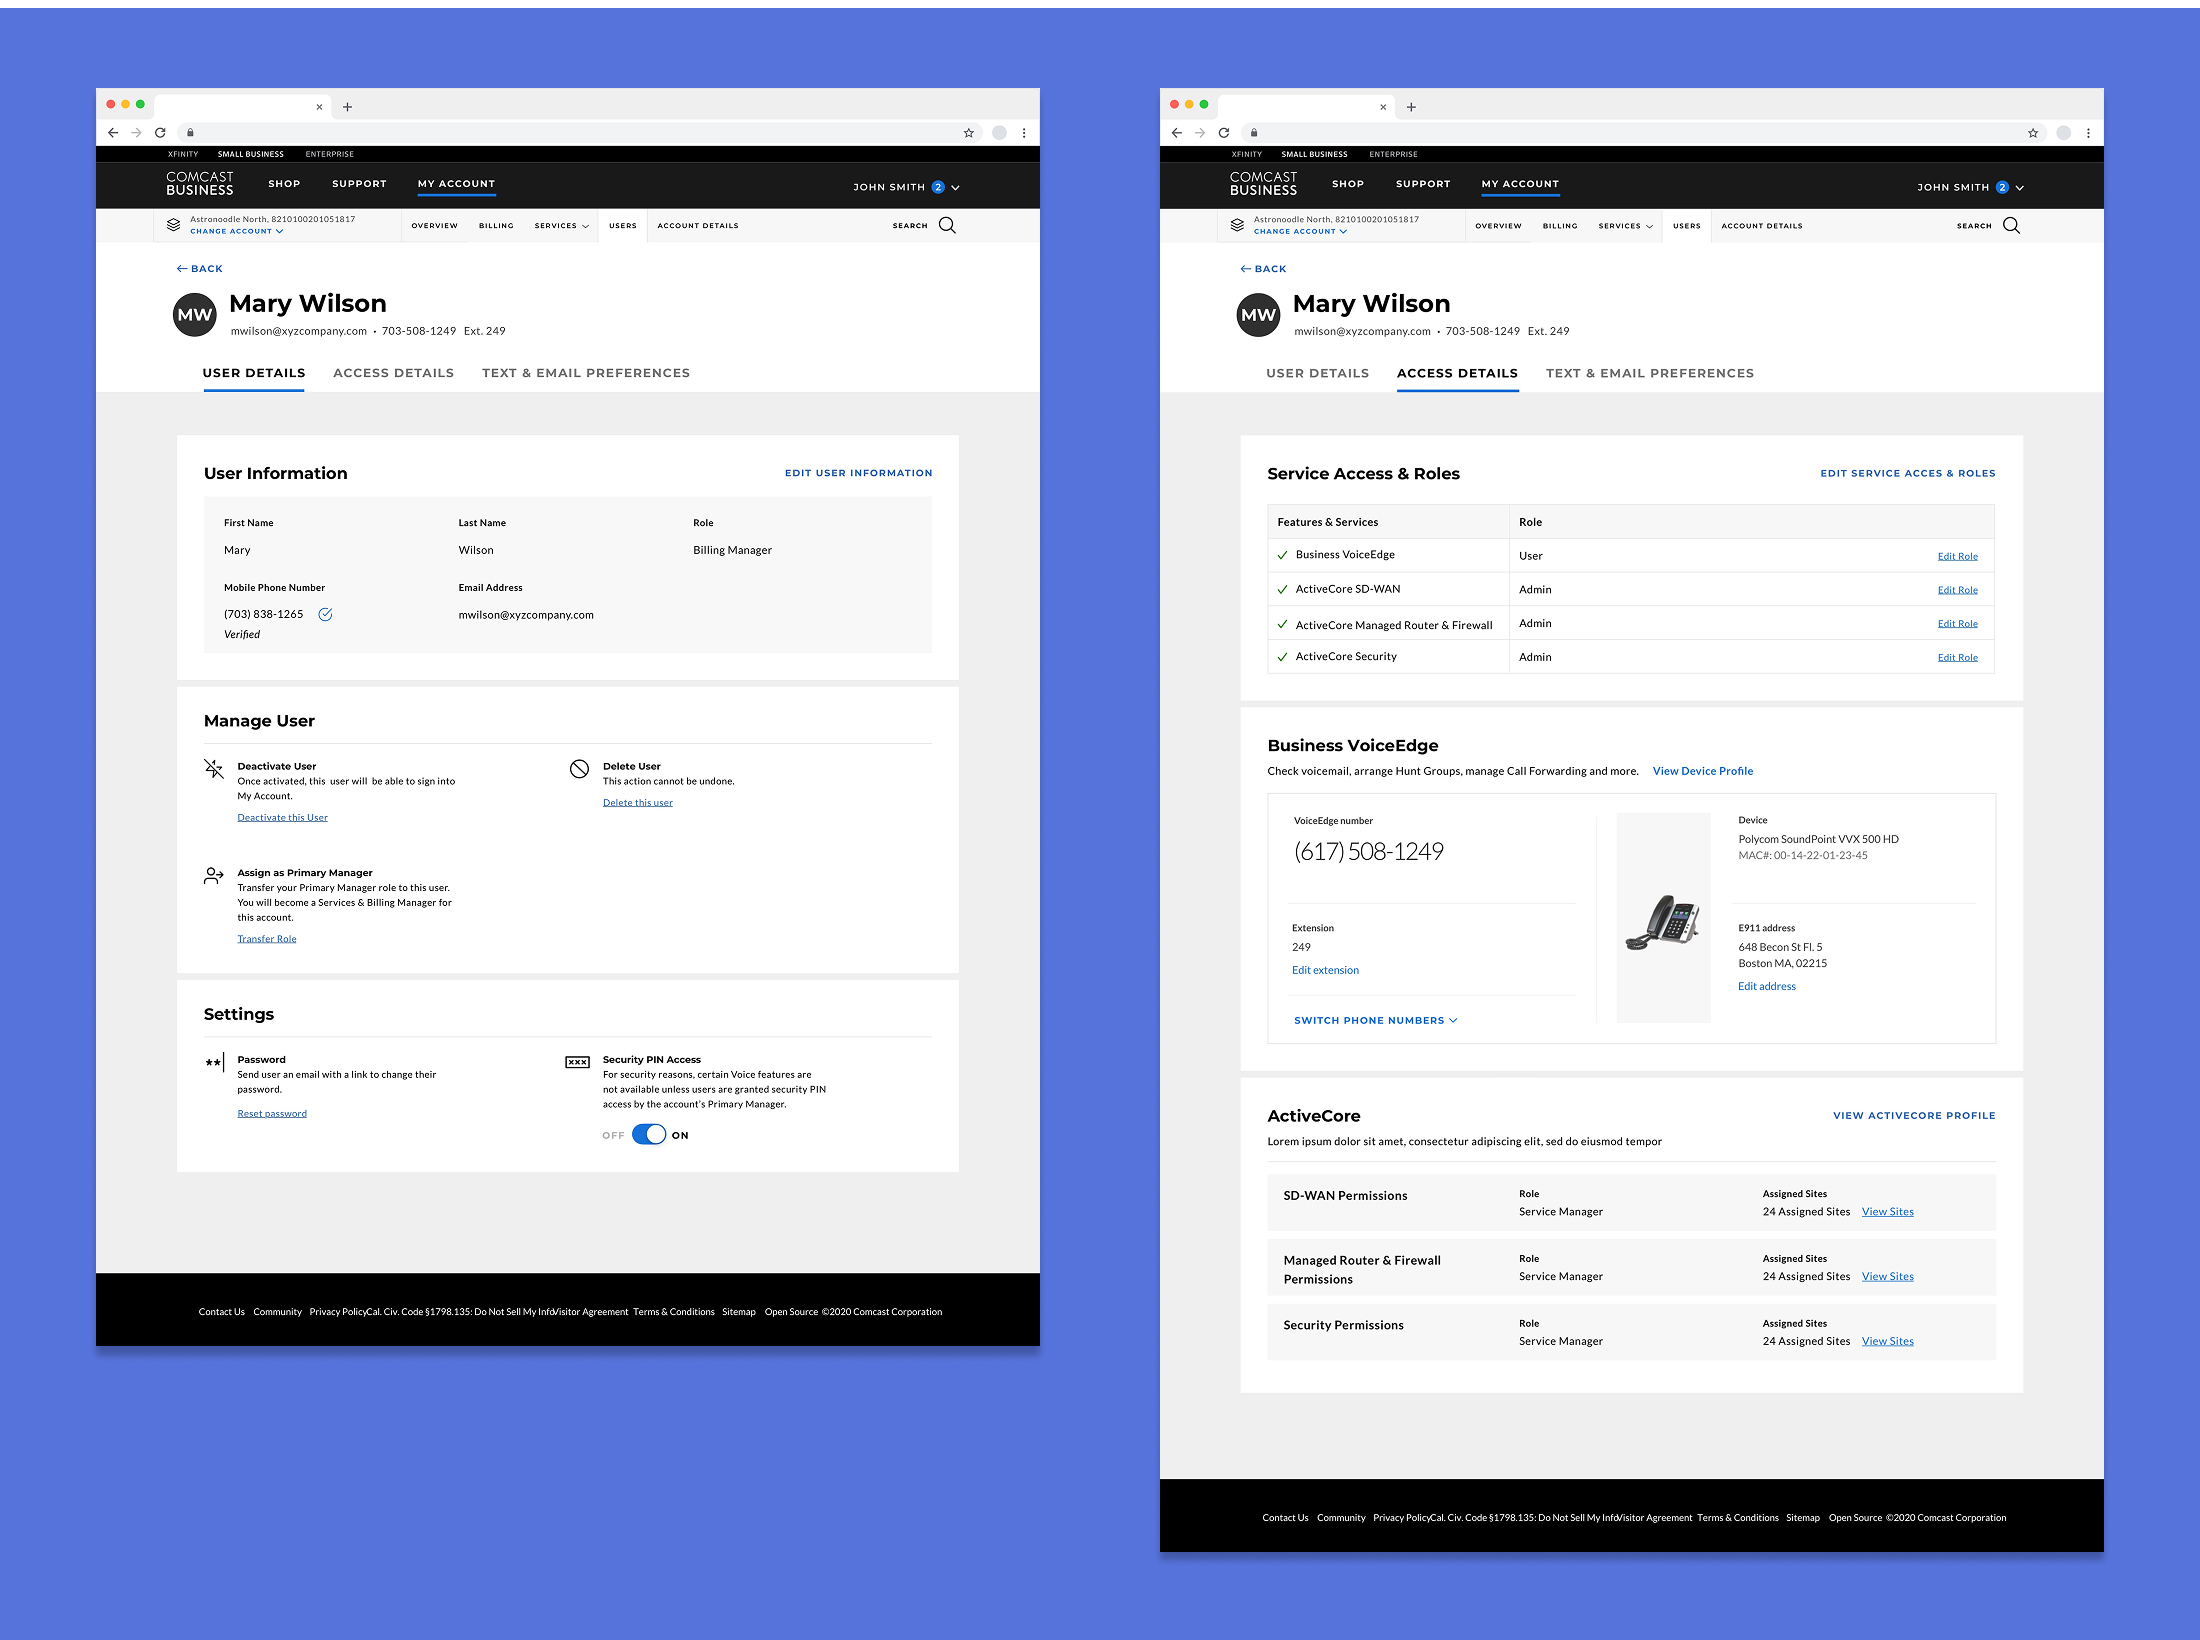 XFINITY SMALL BUSINESS ENTERPRISE
COMCAST BUSINESS SHOP SUPPORT MY ACCOUNT JOHN SMITH 2
Astronoodle North, 8210100201051817
CHANGE ACCOUNT
OVERVIEW BILLING SERVICES USERS ACCOUNT DETAILS SEARCH
BACK
MW
Mary Wilson
mwilson@xyzcompany.com • 703-508-1249 Ext. 249
USER DETAILS ACCESS DETAILS TEXT & EMAIL PREFERENCES
User Information EDIT USER INFORMATION
First Name Last Name Role
Mary Wilson Billing Manager
Mobile Phone Number Email Address
(703) 838-1265 mwilson@xyzcompany.com
Verified
Manage User
Deactivate User
Once activated, this user will be able to sign into
My Account.
Deactivate this User
Delete User
This action cannot be undone.
Delete this user
Assign as Primary Manager
Transfer your Primary Manager role to this user.
You will become a Services & Billing Manager for
this account.
Transfer Role
Settings
**| Password
Send user an email with a link to change their
password.
Reset password
xxx Security PIN Access
For security reasons, certain Voice features are
not available unless users are granted security PIN
access by the account's Primary Manager.
OFF ON
Contact Us Community Privacy Policy Cal. Civ. Code §1798.135: Do Not Sell My Info Visitor Agreement Terms & Conditions Sitemap Open Source ©2020 Comcast Corporation
XFINITY SMALL BUSINESS ENTERPRISE
COMCAST BUSINESS SHOP SUPPORT MY ACCOUNT JOHN SMITH 2
Astronoodle North, 8210100201051817
CHANGE ACCOUNT
OVERVIEW BILLING SERVICES USERS ACCOUNT DETAILS SEARCH
BACK
MW
Mary Wilson
mwilson@xyzcompany.com • 703-508-1249 Ext. 249
USER DETAILS ACCESS DETAILS TEXT & EMAIL PREFERENCES
Service Access & Roles EDIT SERVICE ACCES & ROLES
Features & Services Role
Business VoiceEdge User Edit Role
ActiveCore SD-WAN Admin Edit Role
ActiveCore Managed Router & Firewall Admin Edit Role
ActiveCore Security Admin Edit Role
Business VoiceEdge
Check voicemail, arrange Hunt Groups, manage Call Forwarding and more. View Device Profile
VoiceEdge number
(617) 508-1249
Extension
249
Edit extension
SWITCH PHONE NUMBERS
Device
Polycom SoundPoint VVX 500 HD
MAC#: 00-14-22-01-23-45
E911 address
648 Becon St Fl. 5
Boston MA, 02215
Edit address
ActiveCore VIEW ACTIVECORE PROFILE
Lorem ipsum dolor sit amet, consectetur adipiscing elit, sed do eiusmod tempor
SD-WAN Permissions
Role
Service Manager
Assigned Sites
24 Assigned Sites View Sites
Managed Router & Firewall
Permissions
Role
Service Manager
Assigned Sites
24 Assigned Sites View Sites
Security Permissions
Role
Service Manager
Assigned Sites
24 Assigned Sites View Sites
Contact Us Community Privacy Policy Cal. Civ. Code §1798.135: Do Not Sell My Info Visitor Agreement Terms & Conditions Sitemap Open Source ©2020 Comcast Corporation